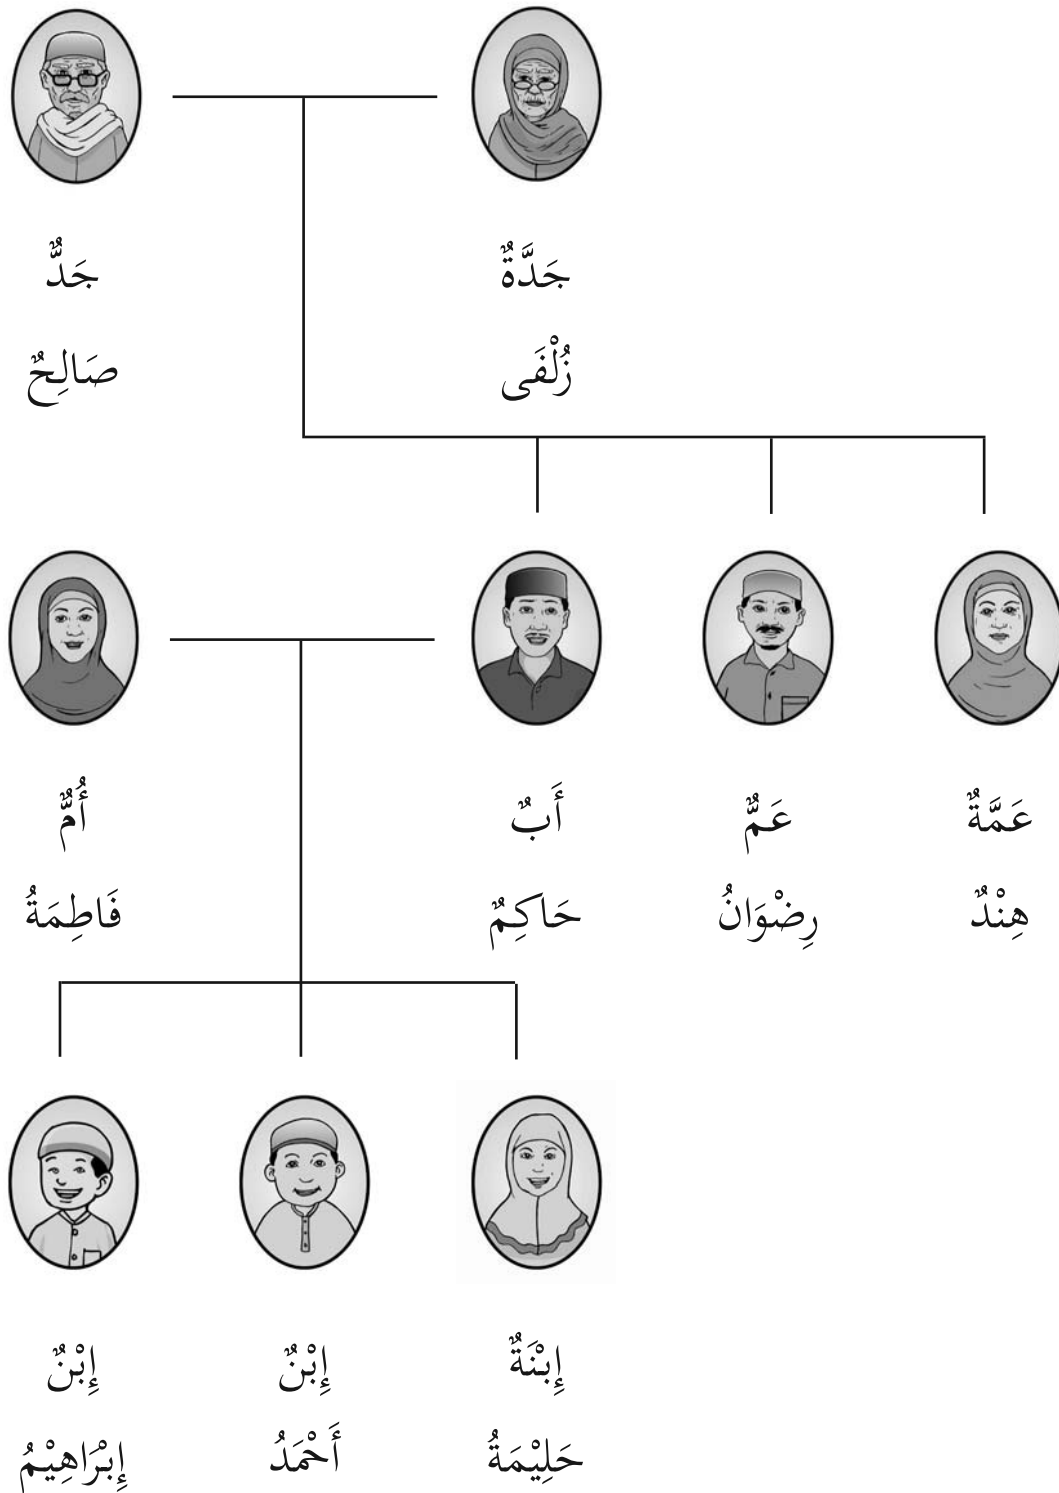 جَدٌّ
صَالِحٌ
جَدَّةٌ
زُلْفَى
أُمٌّ
فَاطِمَةُ
أَبٌ
حَاكِمٌ
عَمٌّ
رِضْوَانُ
عَمَّةٌ
هِنْدٌ
إِبْنٌ
إِبْرَاهِيْمُ
إِبْنٌ
أَحْمَدُ
إِبْنَةٌ
حَلِيْمَةُ